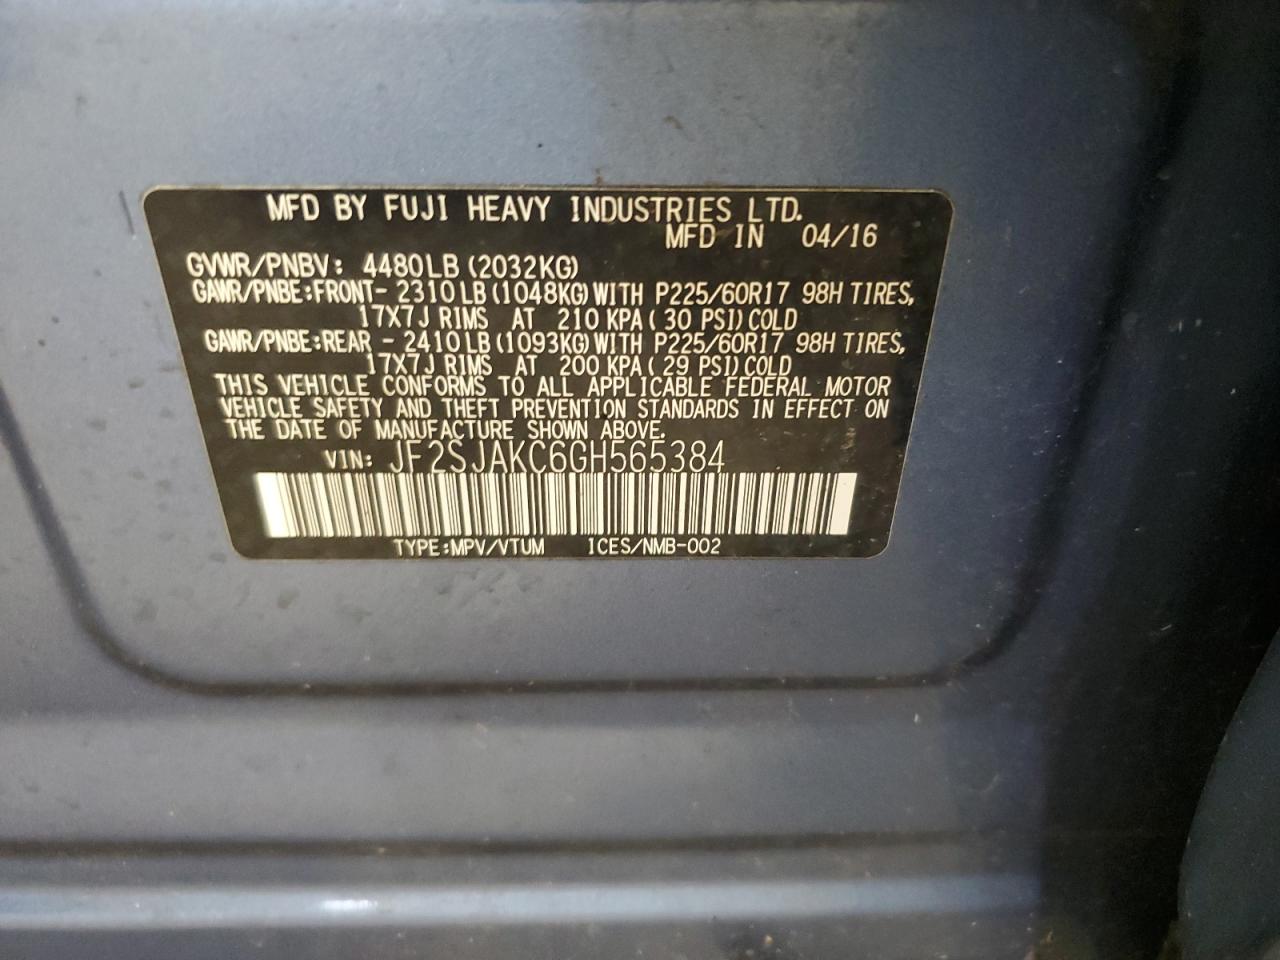 MFD BY FUJI HEAVY INDUSTRIES LTD.
MFD IN 04/16
GVWR/PNBV: 4480LB (2032KG)
GAWR/PNBE:FRONT- 2310LB (1048KG) WITH P225/60R17 98H TIRES,
17X7J RIMS AT 210 KPA ( 30 PSI) COLD
GAWR/PNBE:REAR - 2410LB (1093KG) WITH P225/60R17 98H TIRES,
17X7J RIMS AT 200 KPA ( 29 PSI) COLD
THIS VEHICLE CONFORMS TO ALL APPLICABLE FEDERAL MOTOR
VEHICLE SAFETY AND THEFT PREVENTION STANDARDS IN EFFECT ON
THE DATE OF MANUFACTURE SHOWN ABOVE.
VIN: JF2SJAKC6GH565384
TYPE:MPV/VTUM ICES/NMB-002